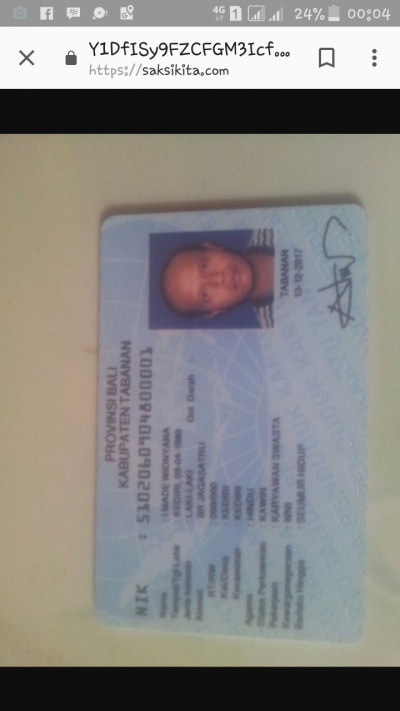 4G 1 24% 00:04
Y1DfISy9FZCFGM3Icf...
https://saksikita.com
PROVINSI BALI
KABUPATEN TABANAN
NIK : 5102060904800001
Nama : I MADE WIDNYANA
Tempat/Tgl Lahir : KEDIRI, 09-04-1980
Jenis kelamin : LAKI-LAKI Gol. Darah : -
Alamat : BR JAGASATRU
RT/RW : 000/000
Kel/Desa : KEDIRI
Kecamatan : KEDIRI
Agama : HINDU
Status Perkawinan : KAWIN
Pekerjaan : KARYAWAN SWASTA
Kewarganegaraan : WNI
Berlaku Hingga : SEUMUR HIDUP
TABANAN
13-12-2017